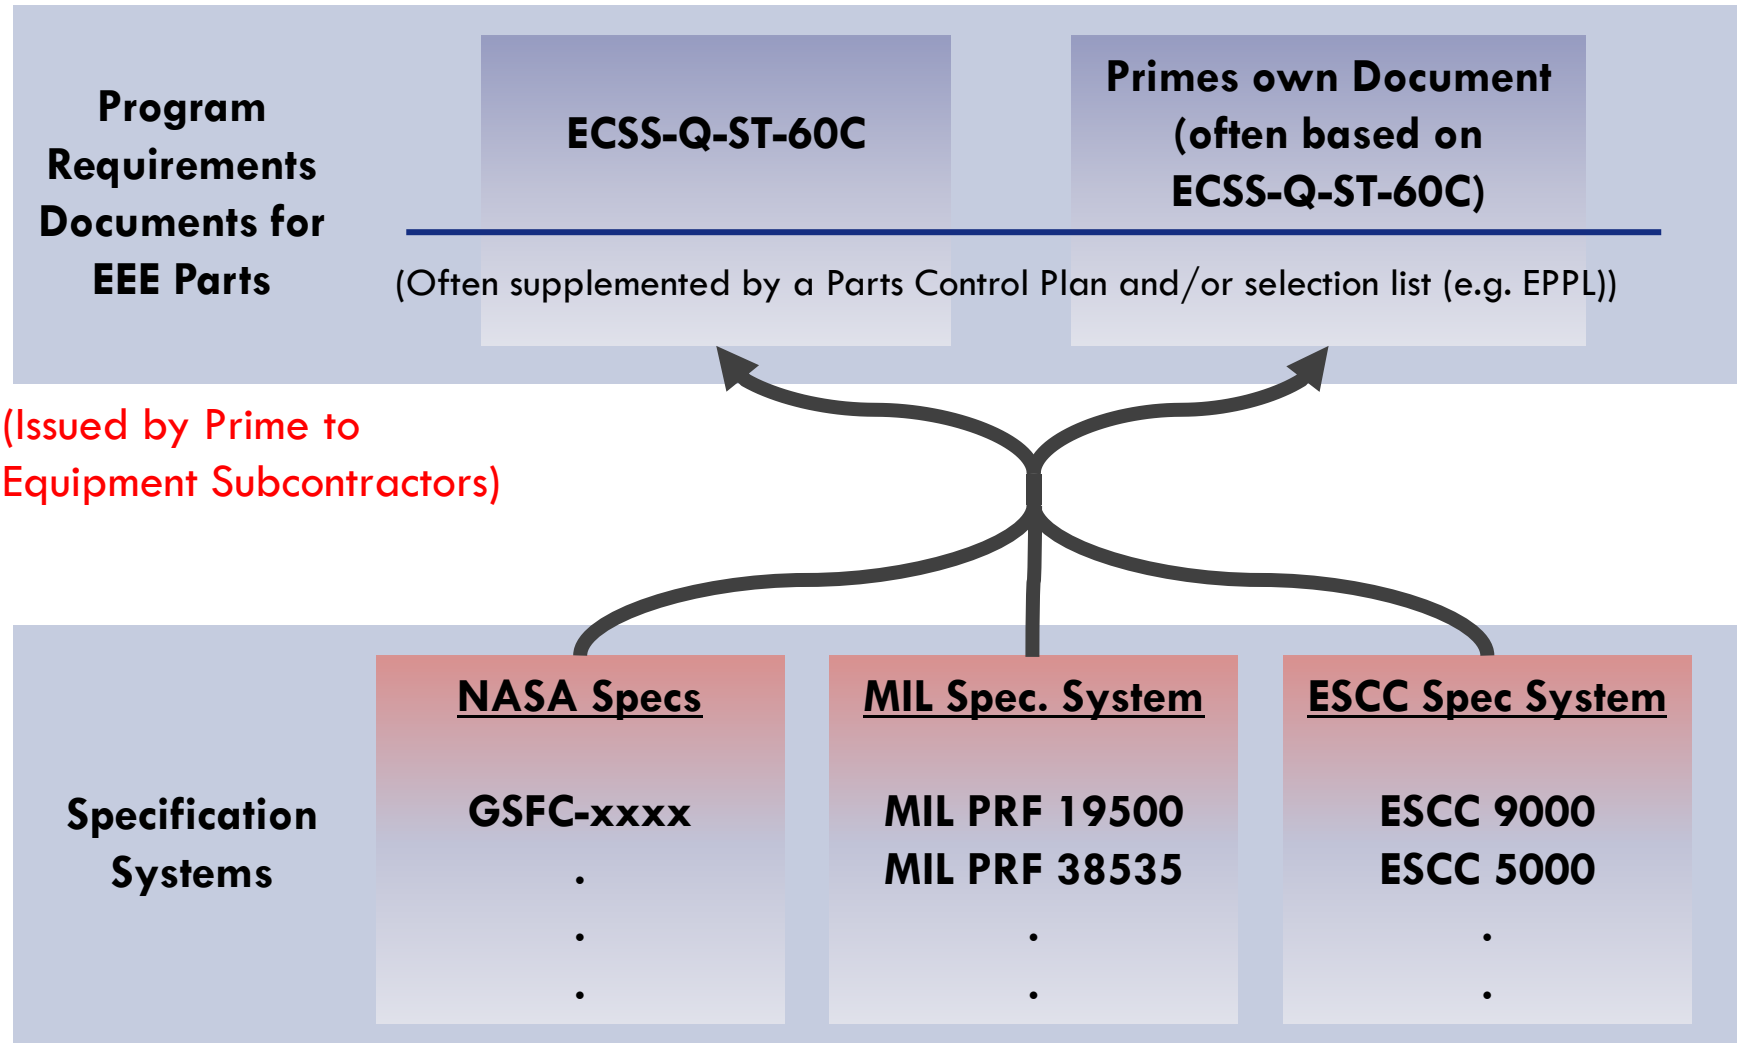 Program
Requirements
Documents for
EEE Parts
ECSS-Q-ST-60C
Primes own Document
(often based on
ECSS-Q-ST-60C)
(Often supplemented by a Parts Control Plan and/or selection list (e.g. EPPL))
(Issued by Prime to
Equipment Subcontractors)
Specification
Systems
NASA Specs
GSFC-xxxx
.
.
.
MIL Spec. System
MIL PRF 19500
MIL PRF 38535
.
.
ESCC Spec System
ESCC 9000
ESCC 5000
.
.